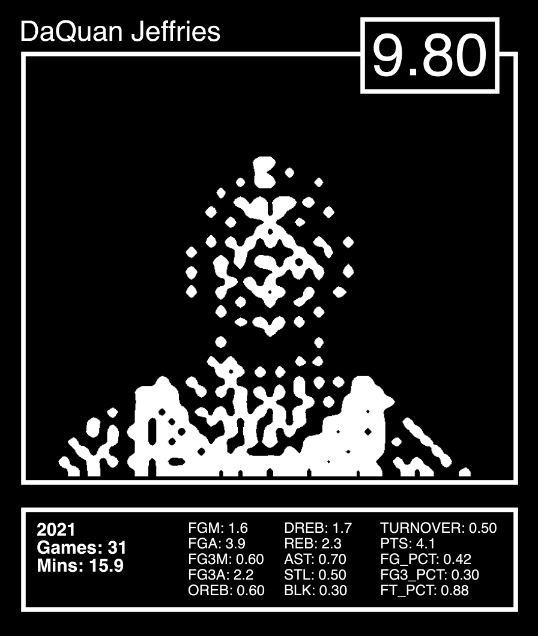 DaQuan Jeffries
9.80
2021
Games: 31
Mins: 15.9
FGM: 1.6
FGA: 3.9
FG3M: 0.60
FG3A: 2.2
OREB: 0.60
DREB: 1.7
REB: 2.3
AST: 0.70
STL: 0.50
BLK: 0.30
TURNOVER: 0.50
PTS: 4.1
FG_PCT: 0.42
FG3_PCT: 0.30
FT_PCT: 0.88